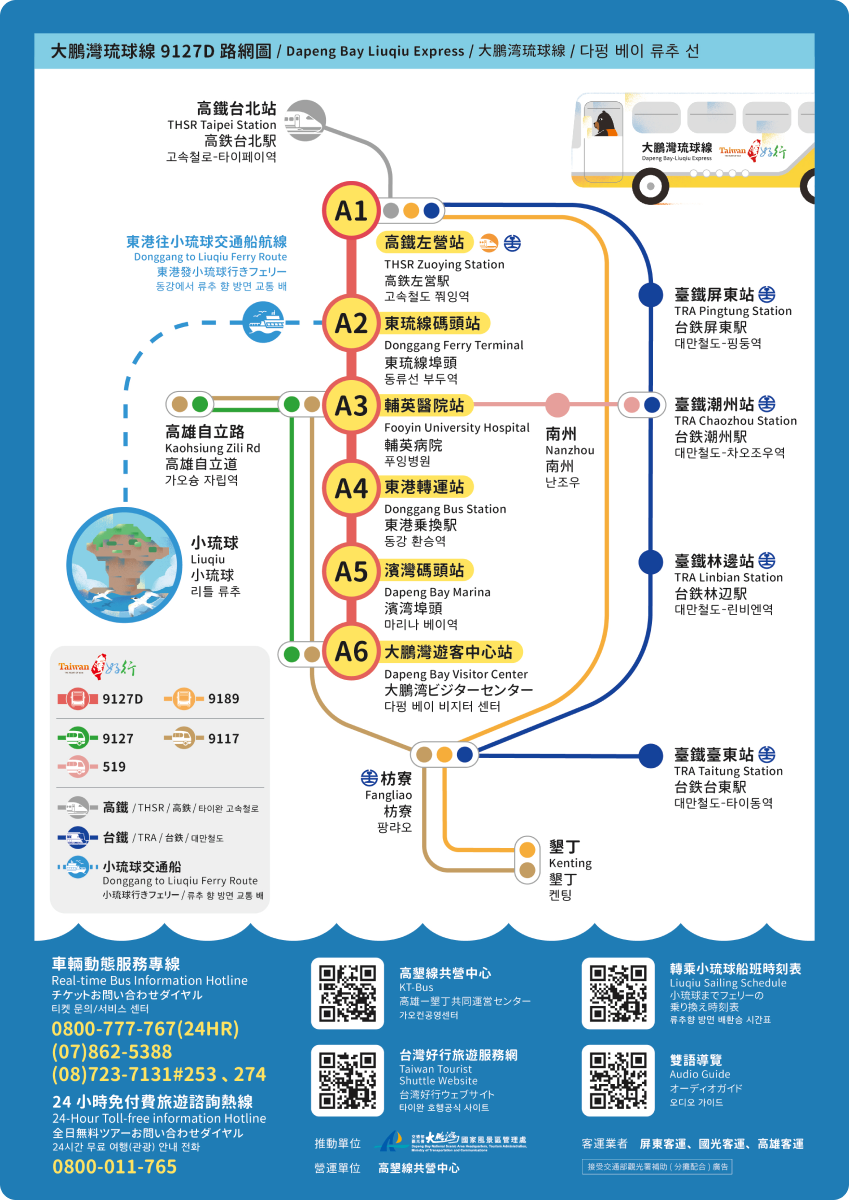 大鵬灣琉球線 9127D 路網圖 / Dapeng Bay Liuqiu Express / 大鵬湾琉球線 / 다펑 베이 류추 선
高鐵台北站
THSR Taipei Station
高鉄台北駅
고속철로-타이페이역
大鵬灣琉球線
Dapeng Bay-Liuqiu Express
Taiwan 好行
A1
高鐵左營站
THSR Zuoying Station
高鉄左営駅
고속철도 쭤잉역
東港往小琉球交通船航線
Donggang to Liuqiu Ferry Route
東港發小琉球行きフェリー
동강에서 류추 향 방면 교통 배
A2
東琉線碼頭站
Donggang Ferry Terminal
東琉線埠頭
동류선 부두역
臺鐵屏東站
TRA Pingtung Station
台鉄屏東駅
대만철도-핑둥역
A3
輔英醫院站
Fooyin University Hospital
輔英病院
푸잉병원
高雄自立路
Kaohsiung Zili Rd
高雄自立道
가오슝 자립역
南州
Nanzhou
南州
난조우
臺鐵潮州站
TRA Chaozhou Station
台鉄潮州駅
대만철도-차오조우역
A4
東港轉運站
Donggang Bus Station
東港乗換駅
동강 환승역
小琉球
Liuqiu
小琉球
리틀 류추
A5
濱灣碼頭站
Dapeng Bay Marina
濱湾埠頭
마리나 베이역
臺鐵林邊站
TRA Linbian Station
台鉄林辺駅
대만철도-린비엔역
A6
大鵬灣遊客中心站
Dapeng Bay Visitor Center
大鵬湾ビジターセンター
다펑 베이 비지터 센터
Taiwan 好行
9127D
9189
9127
9117
519
高鐵 / THSR / 高鉄 / 타이완 고속철로
台鐵 / TRA / 台鉄 / 대만철도
小琉球交通船
Donggang to Liuqiu Ferry Route
小琉球行きフェリー / 류추 향 방면 교통 배
枋寮
Fangliao
枋寮
팡랴오
臺鐵臺東站
TRA Taitung Station
台鉄台東駅
대만철도-타이동역
墾丁
Kenting
墾丁
켄팅
車輛動態服務專線
Real-time Bus Information Hotline
チケットお問い合わせダイヤル
티켓 문의/서비스 센터
0800-777-767(24HR)
(07)862-5388
(08)723-7131#253 、274
24 小時免付費旅遊諮詢熱線
24-Hour Toll-free information Hotline
全日無料ツアーお問い合わせダイヤル
24시간 무료 여행(관광) 안내 전화
0800-011-765
高墾線共營中心
KT-Bus
高雄ー墾丁共同運営センター
가오컨공영센터
台灣好行旅遊服務網
Taiwan Tourist
Shuttle Website
台湾好行ウェブサイト
타이완 호행공식 사이트
轉乘小琉球船班時刻表
Liuqiu Sailing Schedule
小琉球までフェリーの
乗り換え時刻表
류추향 방면 배환승 시간표
雙語導覽
Audio Guide
オーディオガイド
오디오 가이드
推動單位
大鵬灣 國家風景區管理處
營運單位 高墾線共營中心
客運業者 屏東客運、國光客運、高雄客運
接受交通部觀光署補助（分攤配合）廣告